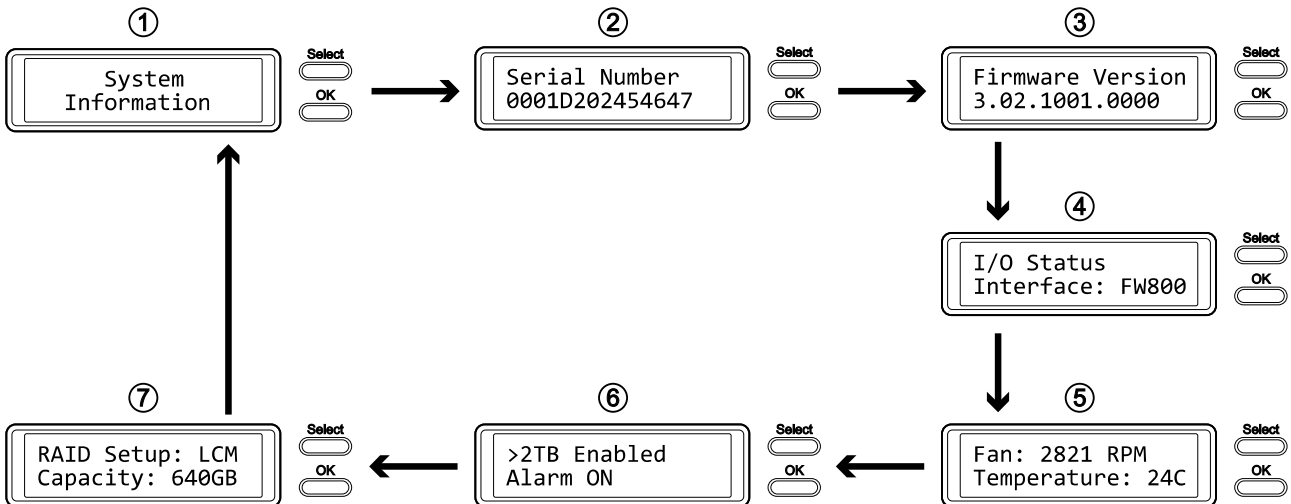 ①
System
Information
Select
OK
②
Serial Number
0001D202454647
Select
OK
③
Firmware Version
3.02.1001.0000
Select
OK
④
I/O Status
Interface: FW800
Select
OK
⑤
Fan: 2821 RPM
Temperature: 24C
Select
OK
⑥
>2TB Enabled
Alarm ON
Select
OK
⑦
RAID Setup: LCM
Capacity: 640GB
Select
OK